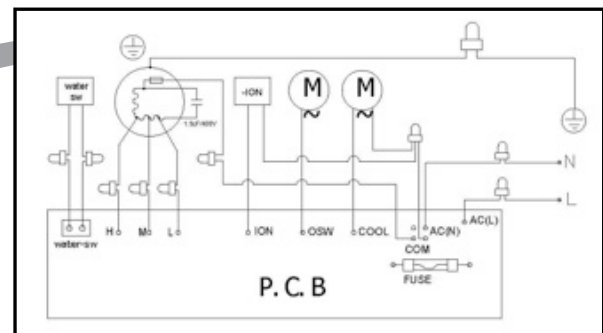 water
sw
-ION
M
~
M
~
1.5uF/400V
N
L
water-sw
H
M
L
ION
OSW
COOL
COM
AC(N)
AC(L)
FUSE
P.C.B